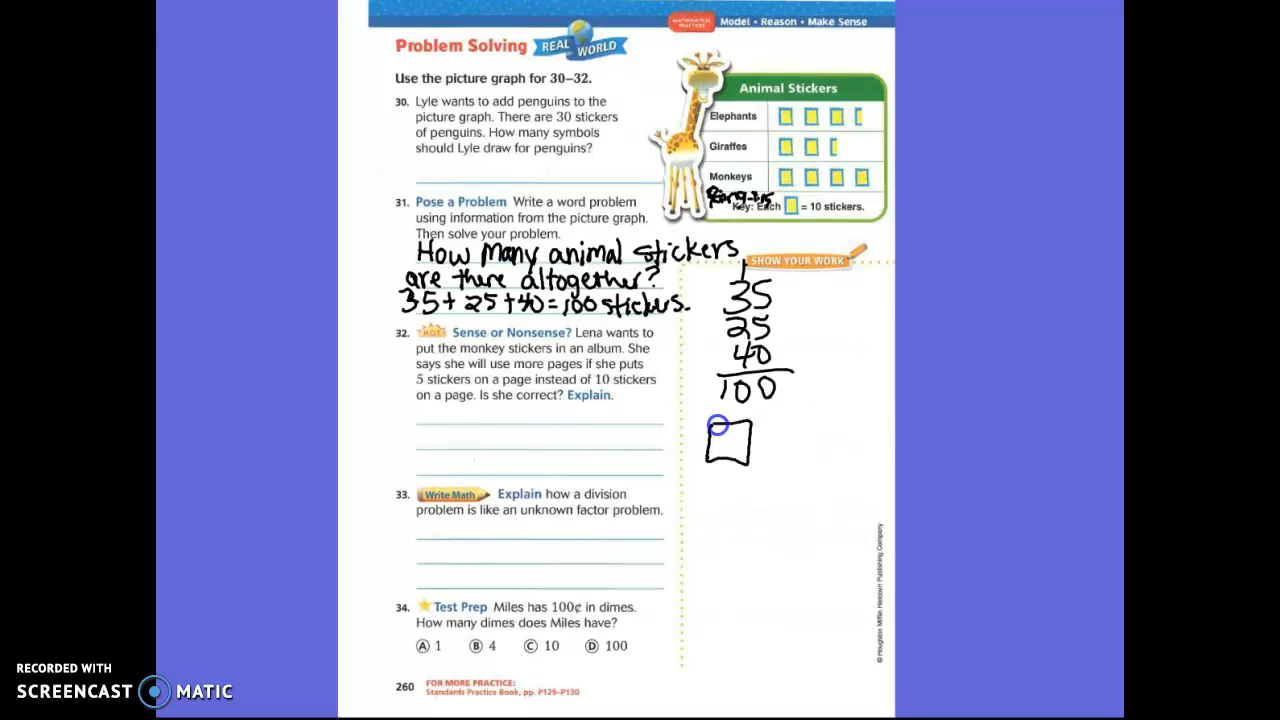 MATHEMATICAL
PRACTICES
Model • Reason • Make Sense
Problem Solving REAL WORLD
Use the picture graph for 30–32.
30. Lyle wants to add penguins to the
picture graph. There are 30 stickers
of penguins. How many symbols
should Lyle draw for penguins?
Animal Stickers
Elephants
Giraffes
Monkeys
Key: Each = 10 stickers.
31. Pose a Problem Write a word problem
using information from the picture graph.
Then solve your problem.
How many animal stickers
are there altogether?
35 + 25 + 40 = 100 stickers.
SHOW YOUR WORK
1
35
25
40
100
32. HOT Sense or Nonsense? Lena wants to
put the monkey stickers in an album. She
says she will use more pages if she puts
5 stickers on a page instead of 10 stickers
on a page. Is she correct? Explain.
33. Write Math Explain how a division
problem is like an unknown factor problem.
34. Test Prep Miles has 100¢ in dimes.
How many dimes does Miles have?
A 1 B 4 C 10 D 100
© Houghton Mifflin Harcourt Publishing Company
260 FOR MORE PRACTICE:
Standards Practice Book, pp. P129–P130
RECORDED WITH
SCREENCAST MATIC